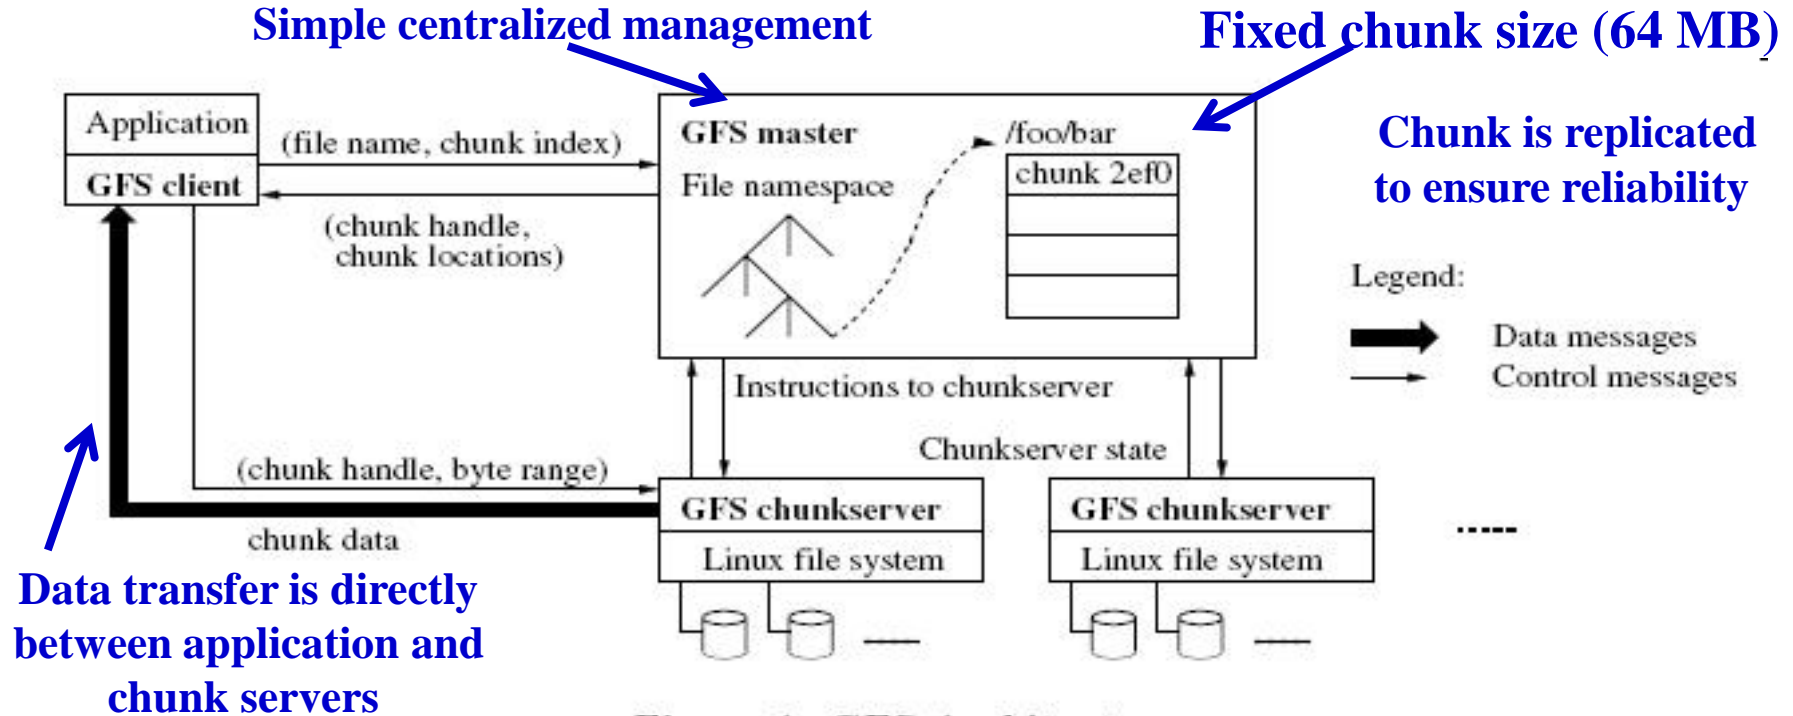 Simple centralized management
Fixed chunk size (64 MB)
Application
GFS client
(file name, chunk index)
(chunk handle,
chunk locations)
GFS master
File namespace
/foo/bar
chunk 2ef0
Chunk is replicated
to ensure reliability
Legend:
Data messages
Control messages
Instructions to chunkserver
Chunkserver state
(chunk handle, byte range)
chunk data
GFS chunkserver
Linux file system
GFS chunkserver
Linux file system
Data transfer is directly
between application and
chunk servers